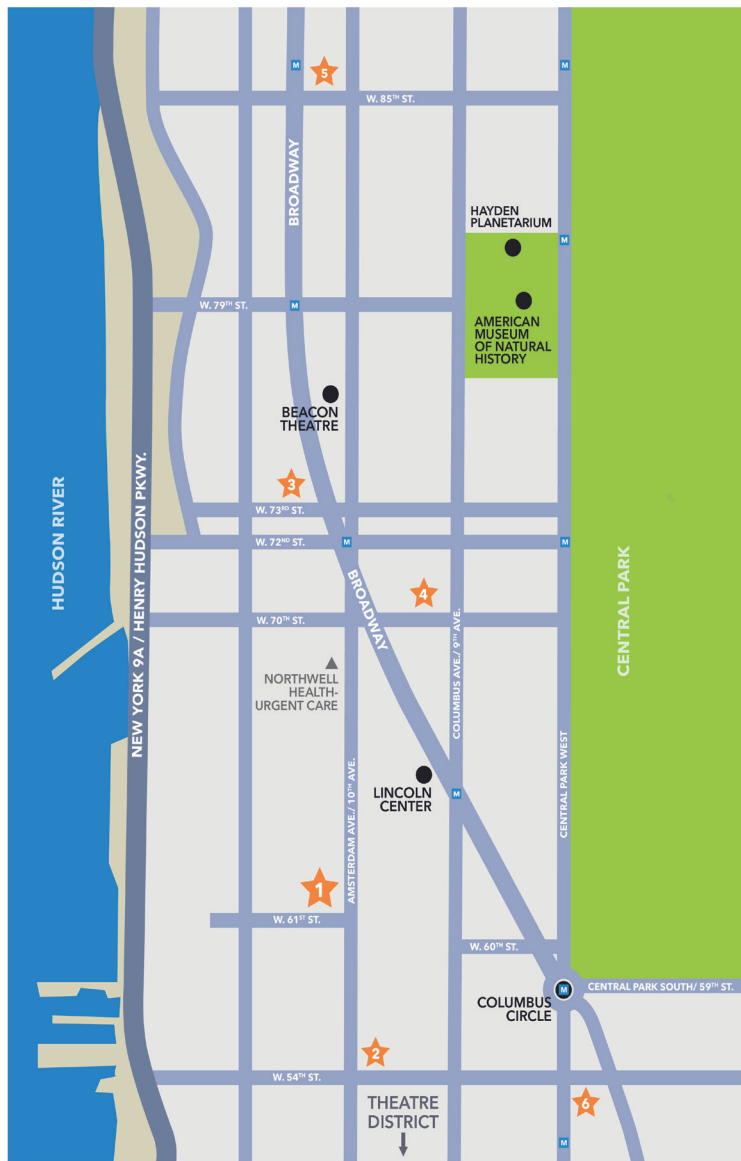 M
5
M
W. 85TH ST.
BROADWAY
HAYDEN
PLANETARIUM
M
W. 79TH ST.
M
AMERICAN
MUSEUM
OF NATURAL
HISTORY
BEACON
THEATRE
3
W. 73RD ST.
W. 72ND ST.
M
M
HUDSON RIVER
NEW YORK 9A / HENRY HUDSON PKWY.
BROADWAY
4
CENTRAL PARK
W. 70TH ST.
COLUMBUS AVE./ 9TH AVE.
NORTHWELL
HEALTH-
URGENT CARE
CENTRAL PARK WEST
AMSTERDAM AVE./ 10TH AVE.
LINCOLN
CENTER
M
1
W. 61ST ST.
W. 60TH ST.
COLUMBUS
CIRCLE
M
CENTRAL PARK SOUTH/ 59TH ST.
2
W. 54TH ST.
THEATRE
DISTRICT
6
M